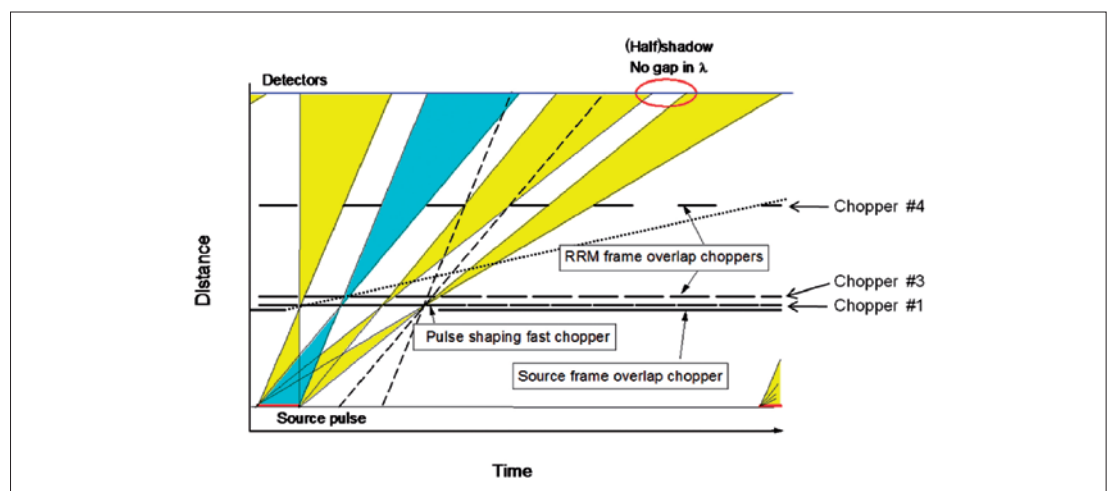 (Half)shadow
No gap in λ
Detectors
Chopper #4
RRM frame overlap choppers
Chopper #3
Chopper #1
Pulse shaping fast chopper
Source frame overlap chopper
Source pulse
Distance
Time